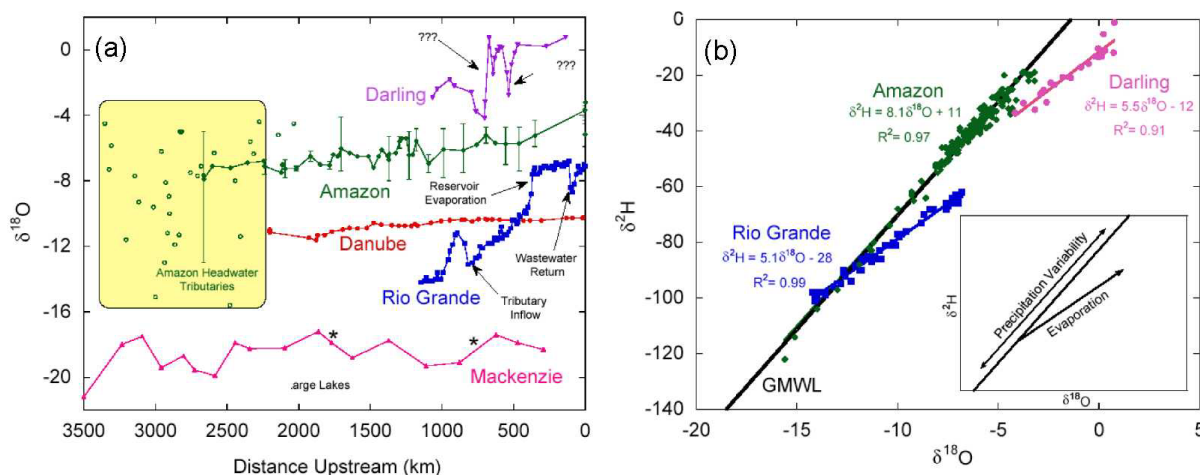 (a)
???
???
Darling
Amazon
Reservoir
Evaporation
Danube
Wastewater
Return
Amazon Headwater
Tributaries
Rio Grande
Tributary
Inflow
*
*
.arge Lakes
Mackenzie
δ¹⁸O
0
-4
-8
-12
-16
-20
3500 3000 2500 2000 1500 1000 500 0
Distance Upstream (km)
(b)
Amazon
δ²H = 8.1δ¹⁸O + 11
R²= 0.97
Darling
δ²H = 5.5δ¹⁸O - 12
R²= 0.91
Rio Grande
δ²H = 5.1δ¹⁸O - 28
R²= 0.99
GMWL
Precipitation Variability
Evaporation
δ²H
δ¹⁸O
δ²H
0
-20
-40
-60
-80
-100
-120
-140
-20 -15 -10 -5 0 5
δ¹⁸O